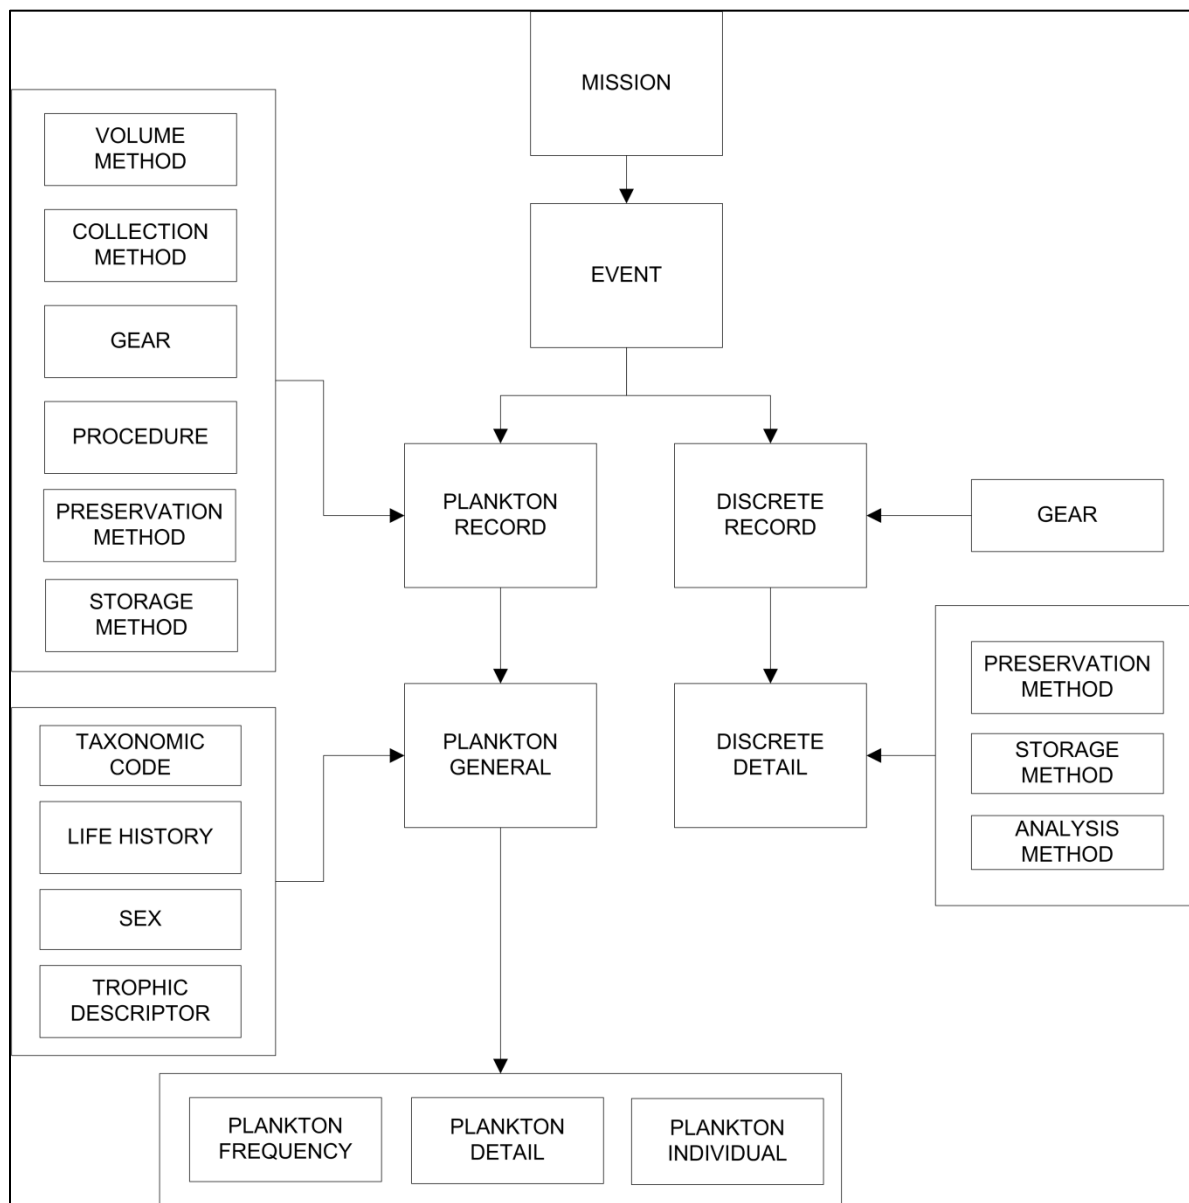 MISSION
VOLUME
METHOD
COLLECTION
METHOD
EVENT
GEAR
PROCEDURE
PRESERVATION
METHOD
STORAGE
METHOD
PLANKTON
RECORD
DISCRETE
RECORD
GEAR
TAXONOMIC
CODE
LIFE HISTORY
SEX
TROPHIC
DESCRIPTOR
PLANKTON
GENERAL
DISCRETE
DETAIL
PRESERVATION
METHOD
STORAGE
METHOD
ANALYSIS
METHOD
PLANKTON
FREQUENCY
PLANKTON
DETAIL
PLANKTON
INDIVIDUAL